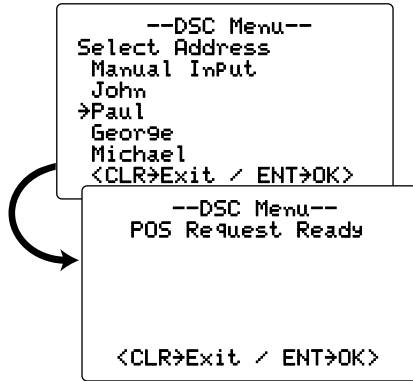 --DSC Menu--
Select Address
Manual InPut
John
→Paul
George
Michael
<CLR→Exit / ENT→OK>
--DSC Menu--
POS Request Ready
<CLR→Exit / ENT→OK>